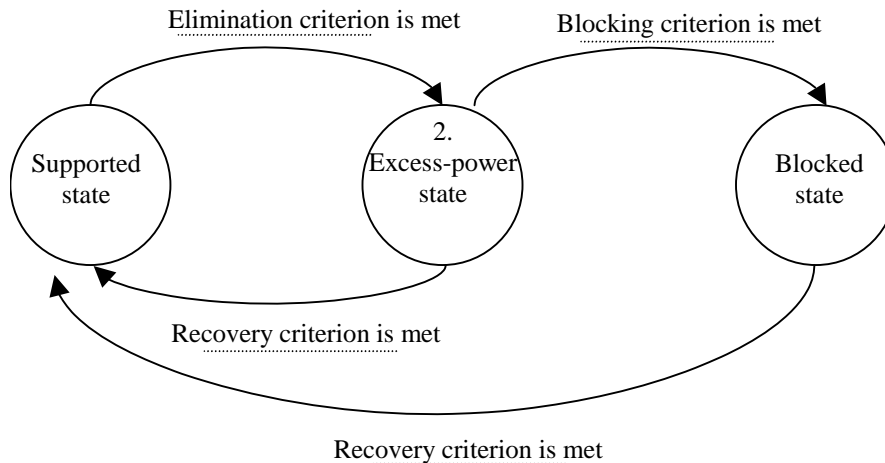 Elimination criterion is met
Blocking criterion is met
Supported
state
2.
Excess-power
state
Blocked
state
Recovery criterion is met
Recovery criterion is met